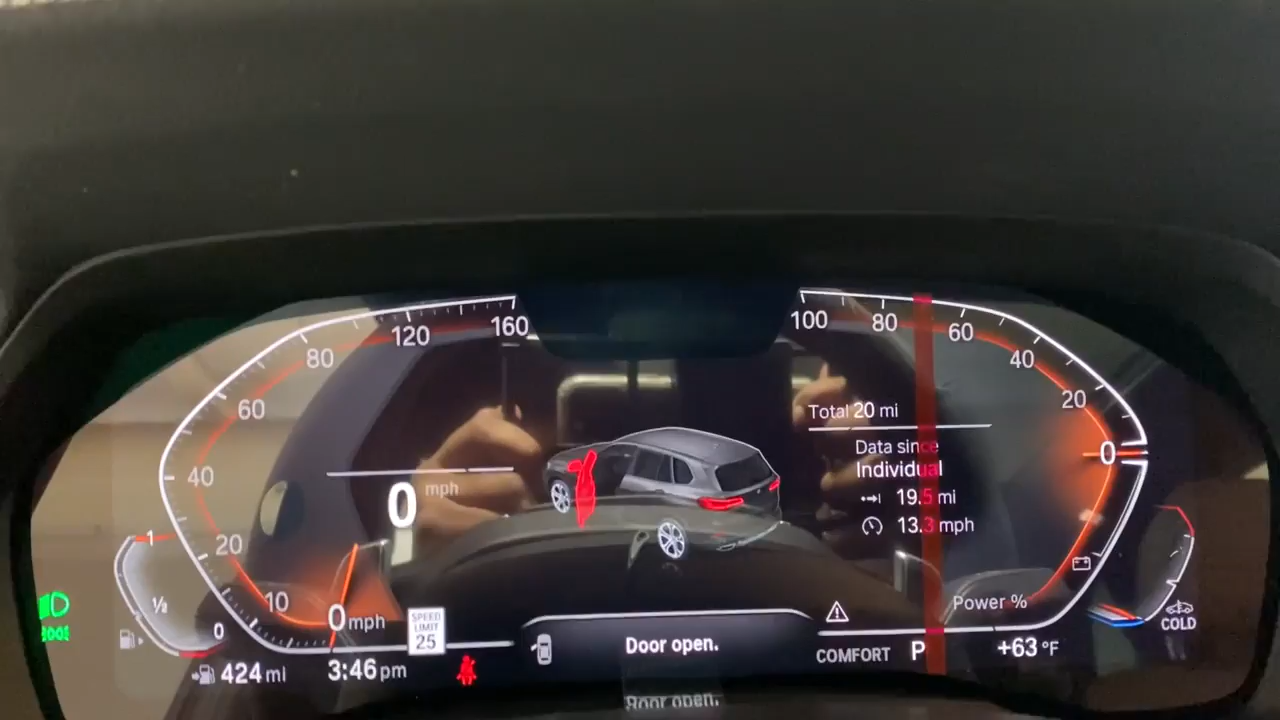 160
120
80
60
40
20
10
0 mph
0 mph
SPEED
LIMIT
25
1
1/2
0
424 mi
3:46 pm
Door open.
Door open.
100
80
60
40
20
0
Total 20 mi
Data since
Individual
19.5 mi
13.3 mph
Power %
COMFORT P
+63 °F
COLD